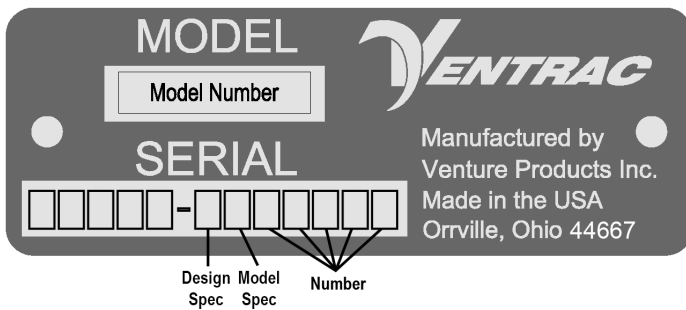 MODEL
Model Number
SERIAL
-
VENTRAC
Manufactured by
Venture Products Inc.
Made in the USA
Orrville, Ohio 44667
Design Spec
Model Spec
Number